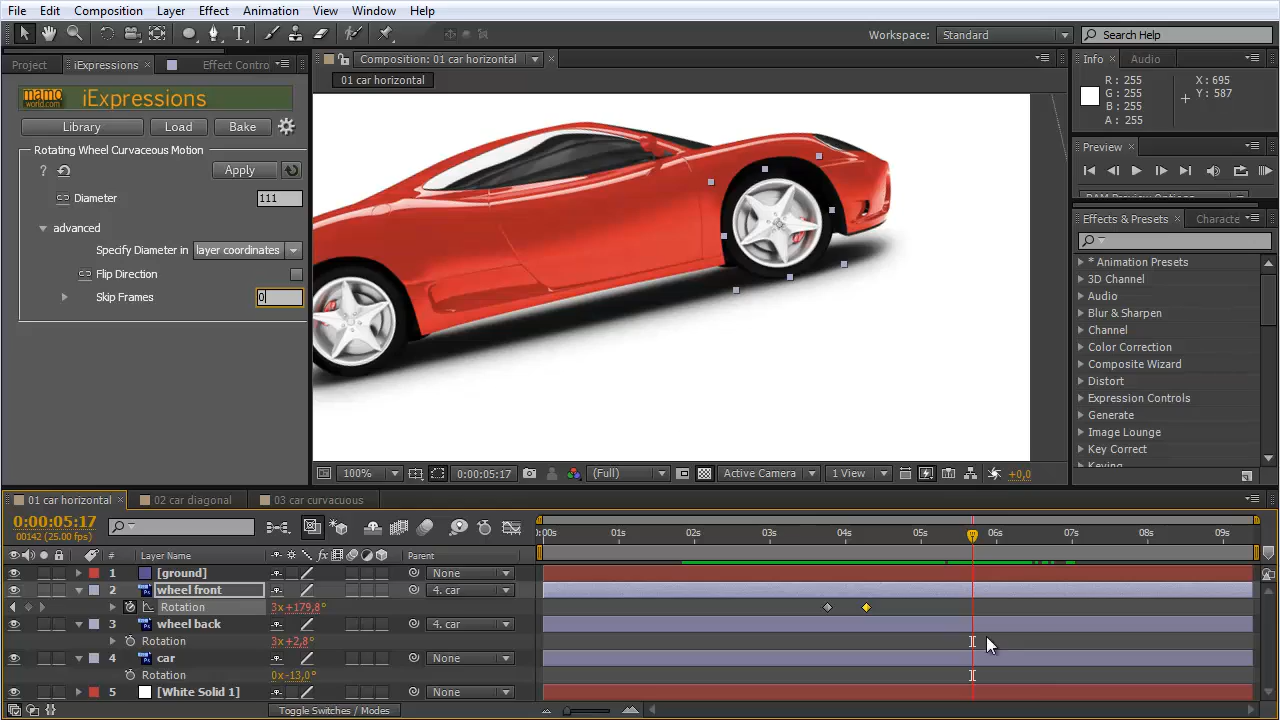 File Edit Composition Layer Effect Animation View Window Help
Workspace: Standard Search Help
Project iExpressions Effect Contro
mamoworld.com iExpressions
Library Load Bake
Rotating Wheel Curvaceous Motion
? Apply
Diameter 111
advanced
Specify Diameter in layer coordinates
Flip Direction
Skip Frames 0
Composition: 01 car horizontal
01 car horizontal
100% 0:00:05:17 (Full) Active Camera 1 View +0,0
Info Audio
R: 255 X: 695
G: 255 Y: 587
B: 255
A: 255
Preview
Effects & Presets Characte
* Animation Presets
3D Channel
Audio
Blur & Sharpen
Channel
Color Correction
Composite Wizard
Distort
Expression Controls
Generate
Image Lounge
Key Correct
Keying
01 car horizontal 02 car diagonal 03 car curvacuous
0:00:05:17
00142 (25.00 fps)
:00s 01s 02s 03s 04s 05s 06s 07s 08s 09s
# Layer Name fx Parent
1 [ground] None
2 wheel front 4. car
Rotation 3x+179,8°
3 wheel back 4. car
Rotation 3x+2,8°
4 car None
Rotation 0x-13,0°
5 [White Solid 1] None
Toggle Switches / Modes